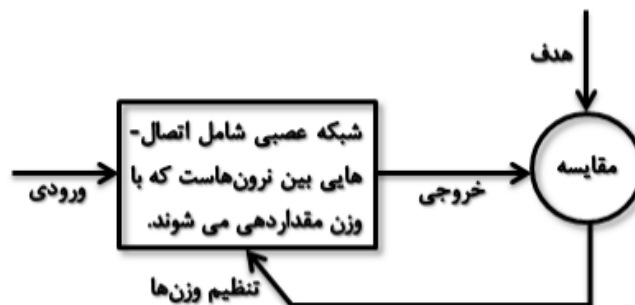 هدف
شبکه عصبی شامل اتصال-
هایی بین نرون‌هاست که با
وزن مقداردهی می شوند.
مقایسه
خروجی
ورودی
تنظیم وزن‌ها